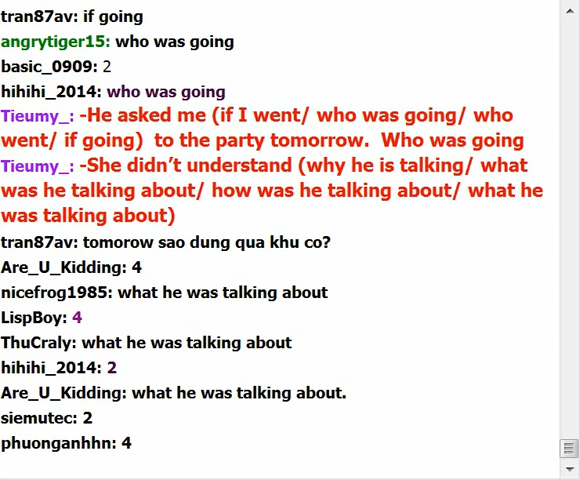 tran87av: if going
angrytiger15: who was going
basic_0909: 2
hihihi_2014: who was going
Tieumy_: -He asked me (if I went/ who was going/ who
went/ if going)  to the party tomorrow.  Who was going
Tieumy_: -She didn’t understand (why he is talking/ what
was he talking about/ how was he talking about/ what he
was talking about)
tran87av: tomorow sao dung qua khu co?
Are_U_Kidding: 4
nicefrog1985: what he was talking about
LispBoy: 4
ThuCraly: what he was talking about
hihihi_2014: 2
Are_U_Kidding: what he was talking about.
siemutec: 2
phuonganhhn: 4